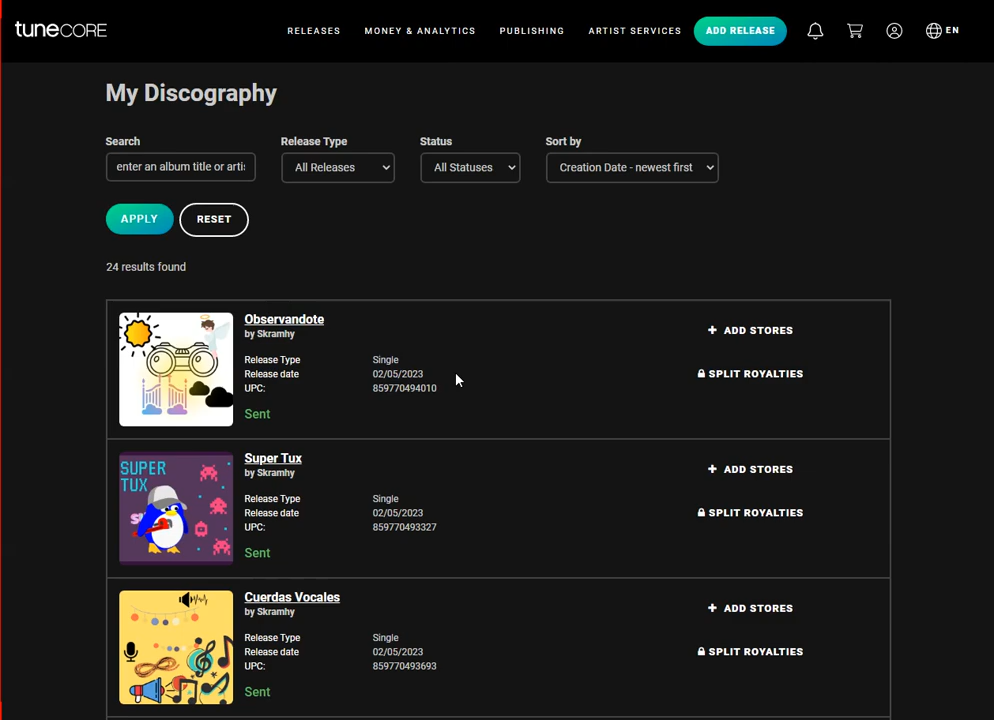 tuneCORE
RELEASES MONEY & ANALYTICS PUBLISHING ARTIST SERVICES ADD RELEASE EN
My Discography
Search Release Type Status Sort by
enter an album title or artis All Releases All Statuses Creation Date - newest first
APPLY RESET
24 results found
Observandote
by Skramhy
+ ADD STORES
Release Type Single
Release date 02/05/2023
SPLIT ROYALTIES
UPC: 859770494010
Sent
SUPER
TUX
Super Tux
by Skramhy
+ ADD STORES
Release Type Single
Release date 02/05/2023
SPLIT ROYALTIES
UPC: 859770493327
Sent
Cuerdas Vocales
by Skramhy
+ ADD STORES
Release Type Single
Release date 02/05/2023
SPLIT ROYALTIES
UPC: 859770493693
Sent